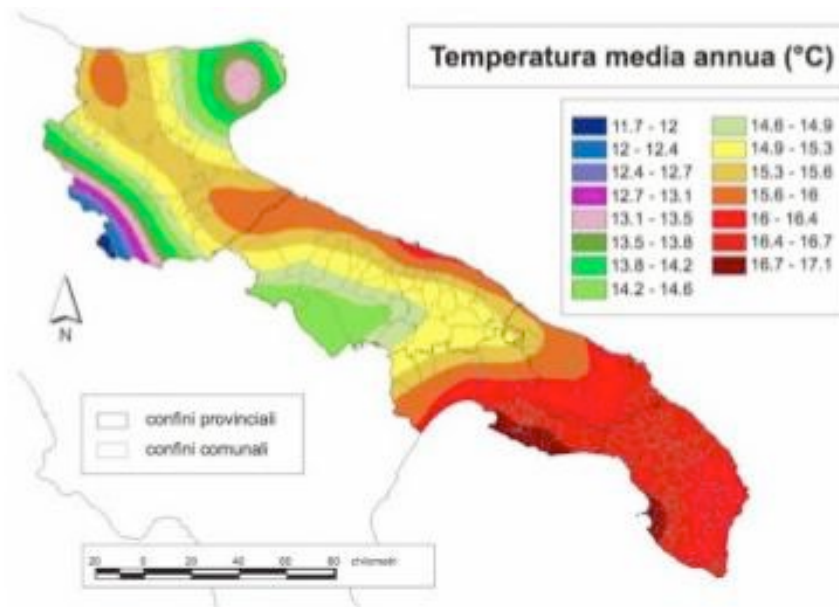 Temperatura media annua (°C)
11.7 - 12
12 - 12.4
12.4 - 12.7
12.7 - 13.1
13.1 - 13.5
13.5 - 13.8
13.8 - 14.2
14.2 - 14.6
14.6 - 14.9
14.9 - 15.3
15.3 - 15.6
15.6 - 16
16 - 16.4
16.4 - 16.7
16.7 - 17.1
N
confini provinciali
confini comunali
20 0 20 40 60 80 chilometri